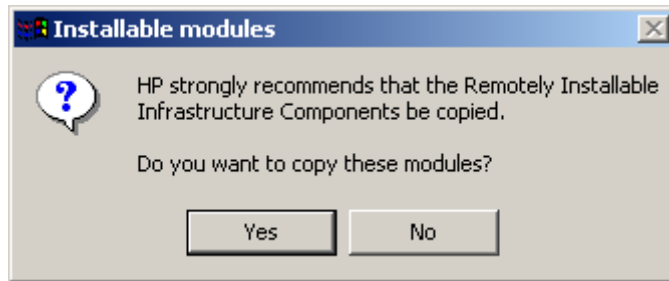 Installable modules
HP strongly recommends that the Remotely Installable
Infrastructure Components be copied.
Do you want to copy these modules?
Yes No